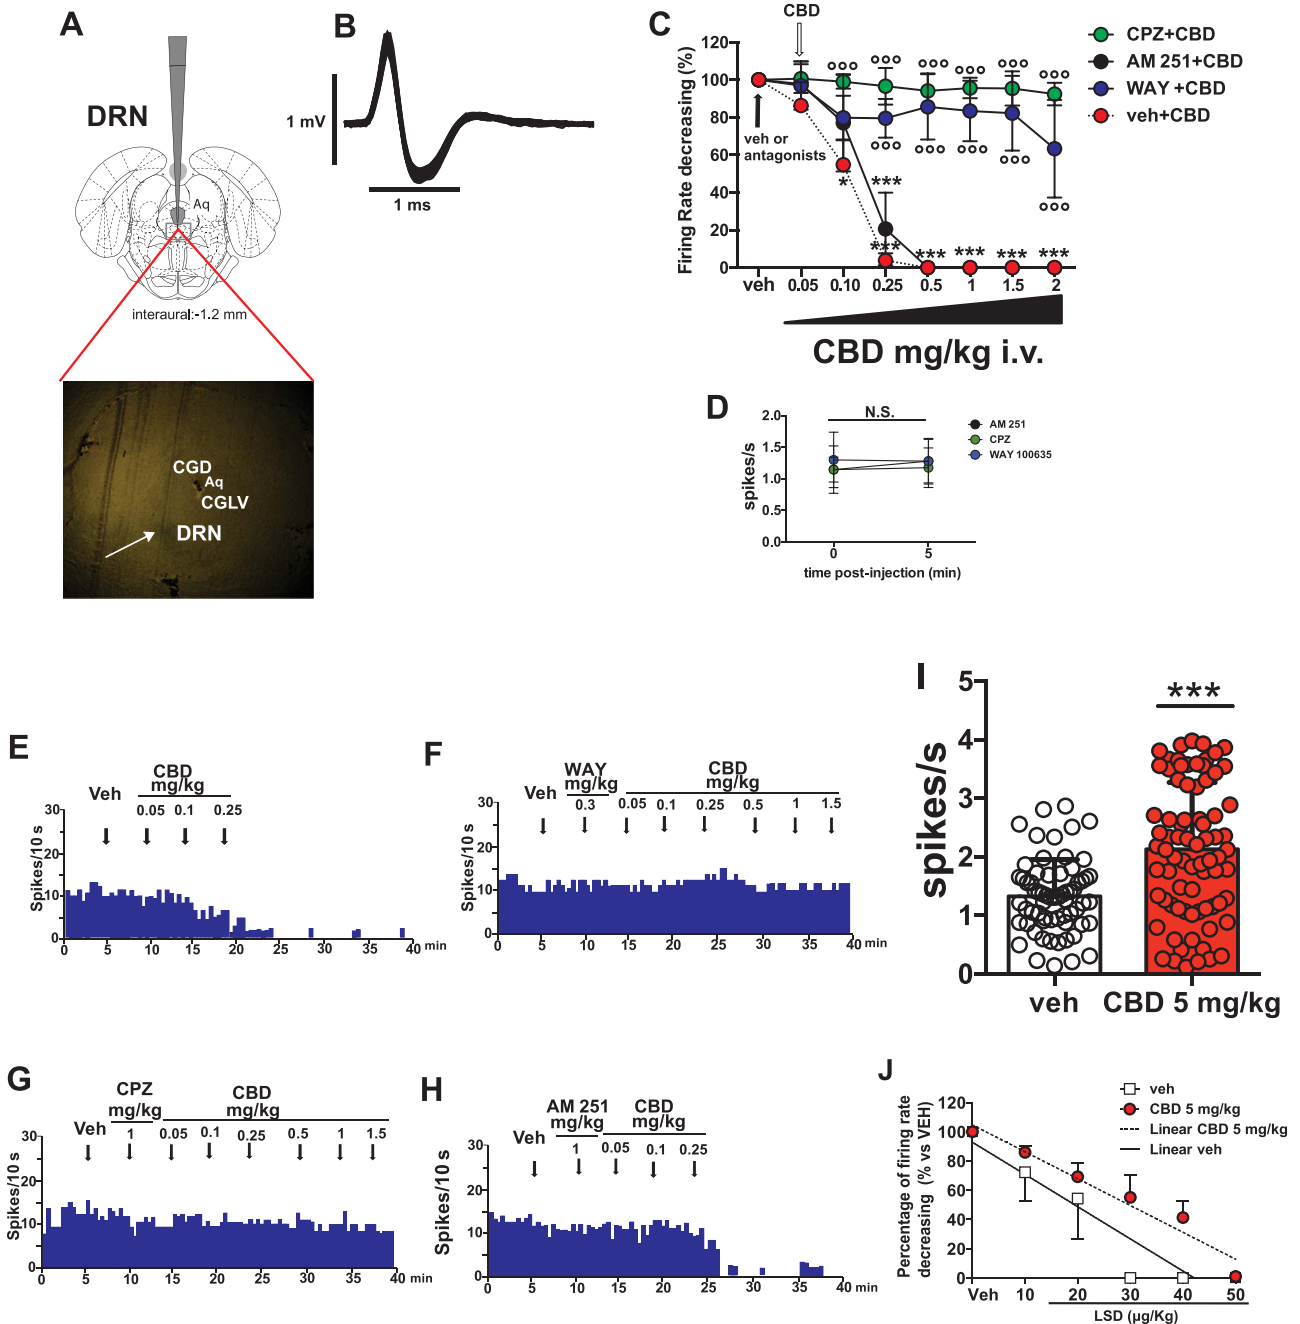 A
DRN
Aq
interaural:-1.2 mm
CGD
Aq
CGLV
DRN
B
1 mV
1 ms
C
CBD
Firing Rate decreasing (%)
120
100
80
60
40
20
0
veh or
antagonists
°°° °°° °°° °°° °°° °°°
°°° °°° °°° °°° °°°
* ***
*** *** *** *** ***
veh 0.05 0.10 0.25 0.5 1 1.5 2
CBD mg/kg i.v.
CPZ+CBD
AM 251+CBD
WAY +CBD
veh+CBD
D
spikes/s
2.0
1.5
1.0
0.5
0.0
N.S.
0 5
time post-injection (min)
AM 251
CPZ
WAY 100635
E
CBD
mg/kg
Veh
0.05 0.1 0.25
Spikes/10 s
30
20
10
0
0 5 10 15 20 25 30 35 40 min
F
WAY
mg/kg
CBD
mg/kg
Veh
0.3 0.05 0.1 0.25 0.5 1 1.5
Spikes/10 s
30
20
10
0
0 5 10 15 20 25 30 35 40 min
I
spikes/s
5
4
3
2
1
0
***
veh CBD 5 mg/kg
G
CPZ
mg/kg
CBD
mg/kg
Veh
1 0.05 0.1 0.25 0.5 1 1.5
Spikes/10 s
30
20
10
0
0 5 10 15 20 25 30 35 40 min
H
AM 251
mg/kg
CBD
mg/kg
Veh
1 0.05 0.1 0.25
Spikes/10 s
30
20
10
0
0 5 10 15 20 25 30 35 40 min
J
veh
CBD 5 mg/kg
Linear CBD 5 mg/kg
Linear veh
Percentage of firing rate
decreasing (% vs VEH)
120
100
80
60
40
20
0
Veh 10 20 30 40 50
LSD (µg/Kg)